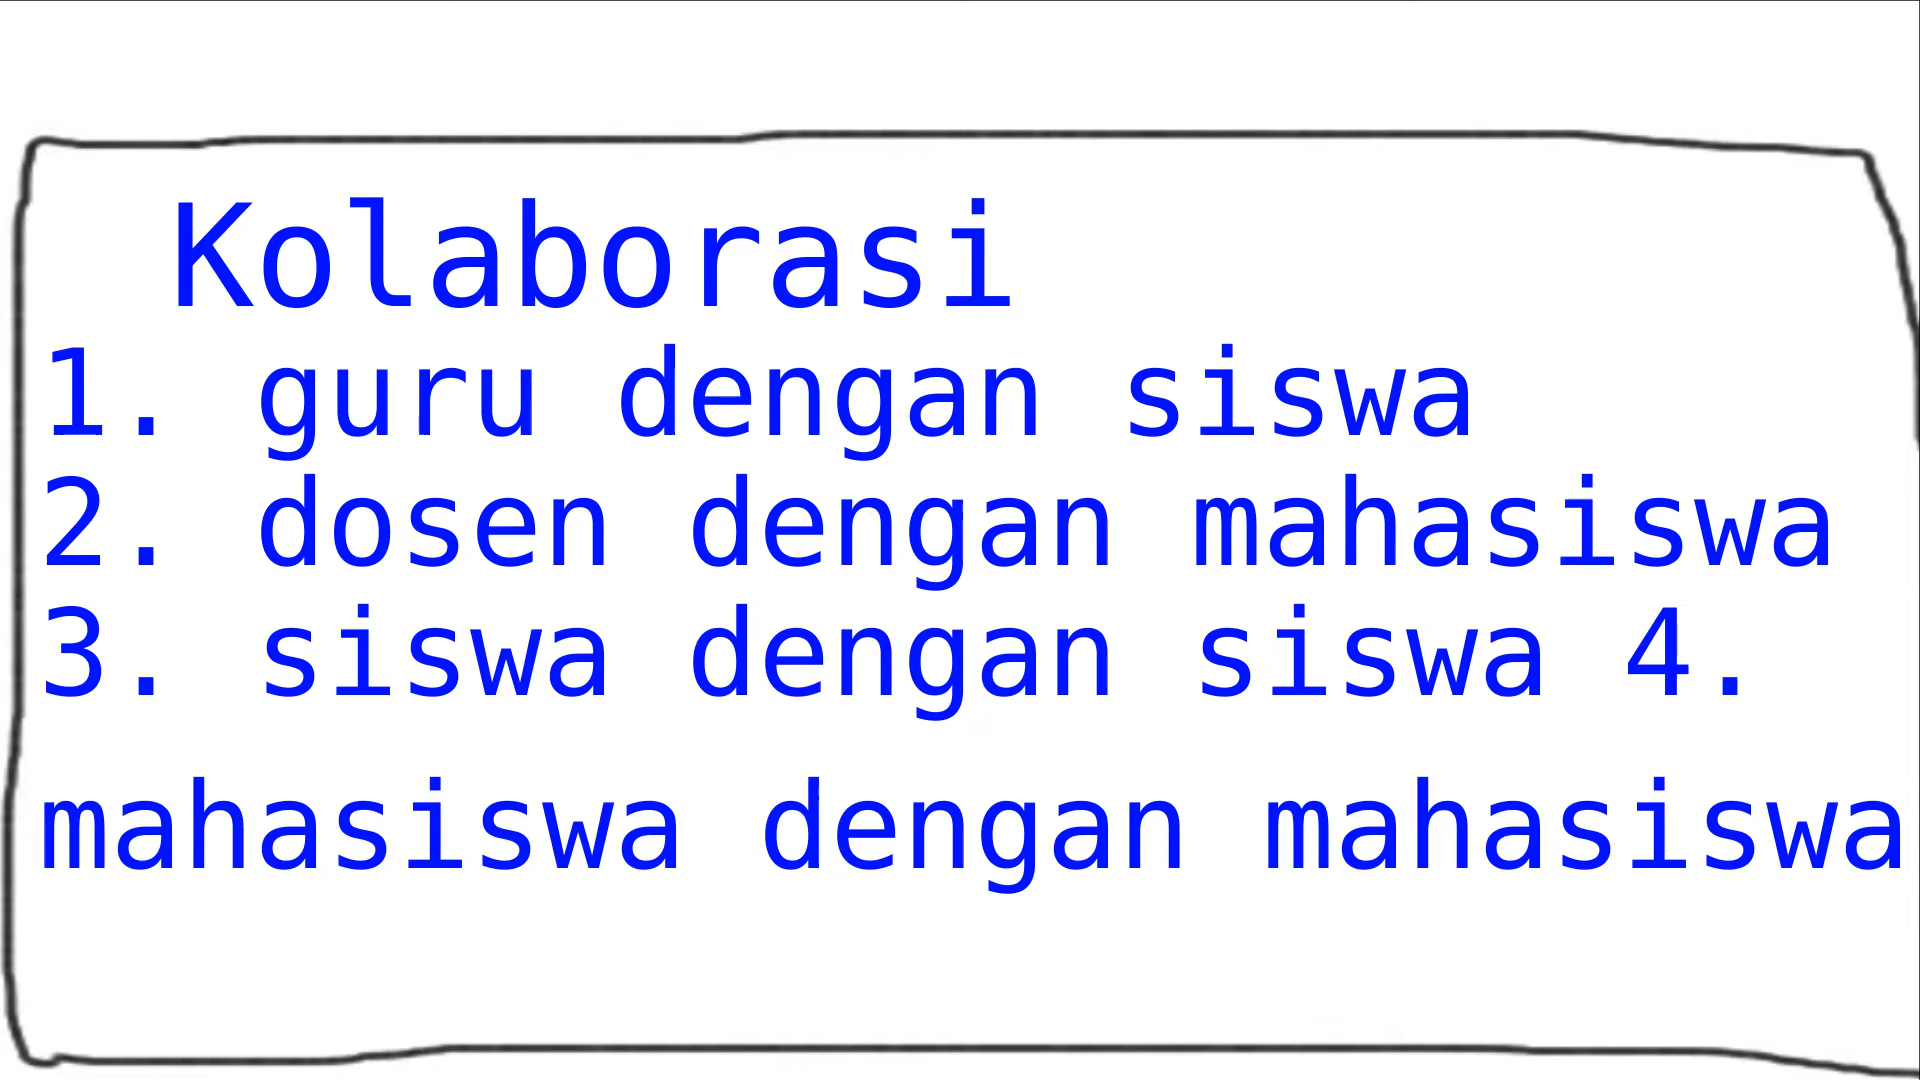 Kolaborasi
1. guru dengan siswa
2. dosen dengan mahasiswa
3. siswa dengan siswa 4.
mahasiswa dengan mahasiswa